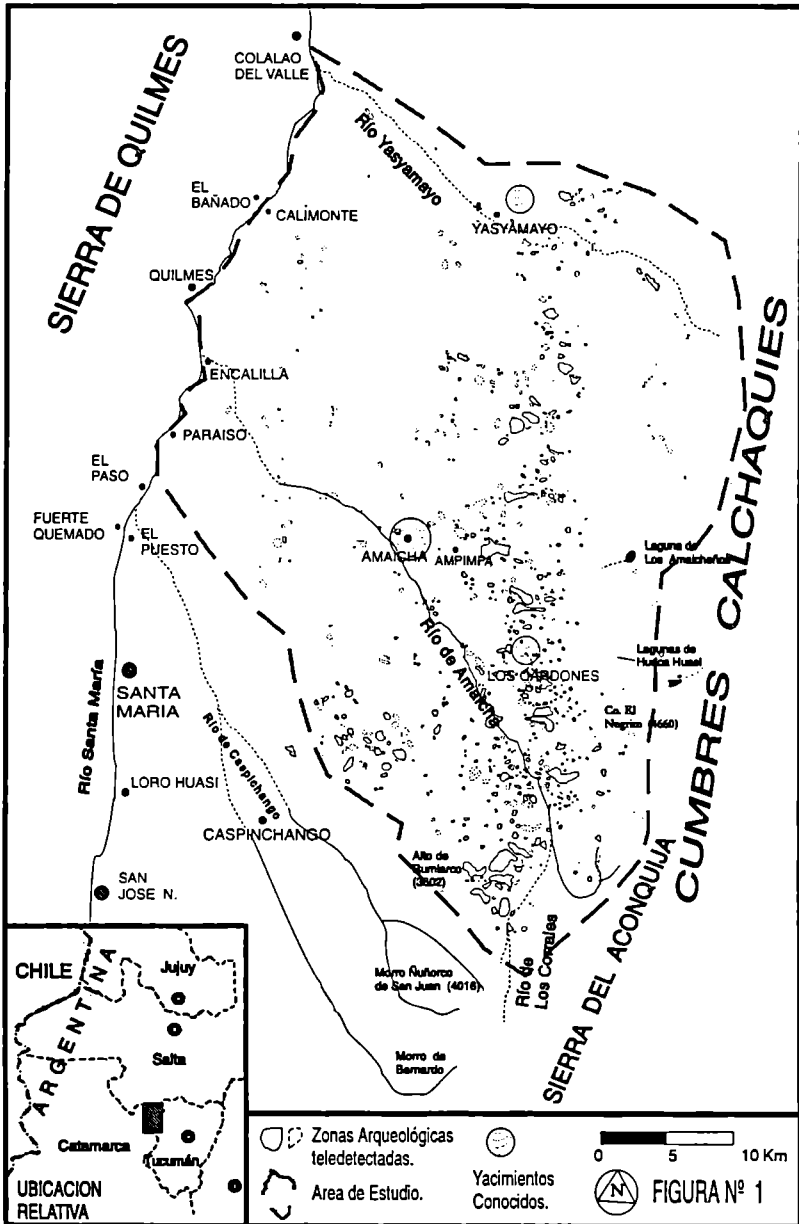 COLALAO
DEL VALLE
SIERRA DE QUILMES
Río Yasyamayo
EL
BAÑADO
CALIMONTE
YASYAMAYO
QUILMES
ENCALILLA
PARAISO
EL
PASO
FUERTE
QUEMADO
EL
PUESTO
AMAICHA
AMPIMPA
Laguna de
Los Amaicheños
CUMBRES CALCHAQUIES
Río de Amaicha
LOS CARDONES
Lagunas de
Huaca Huasi
Co. El
Negrito (4660)
Río Santa María
SANTA
MARIA
Río de Caspichango
LORO HUASI
CASPINCHANGO
Alto de
Rumiarco
(3602)
SAN
JOSE N.
SIERRA DEL ACONQUIJA
Río de
Los Corrales
Morro Ñuñorco
de San Juan (4016)
Morro de
Bernardo
CHILE
ARGENTINA
Jujuy
Salta
Catamarca
Tucumán
UBICACION
RELATIVA
Zonas Arqueológicas
teledetectadas.
Area de Estudio.
Yacimientos
Conocidos.
0 5 10 Km
N
FIGURA Nº 1